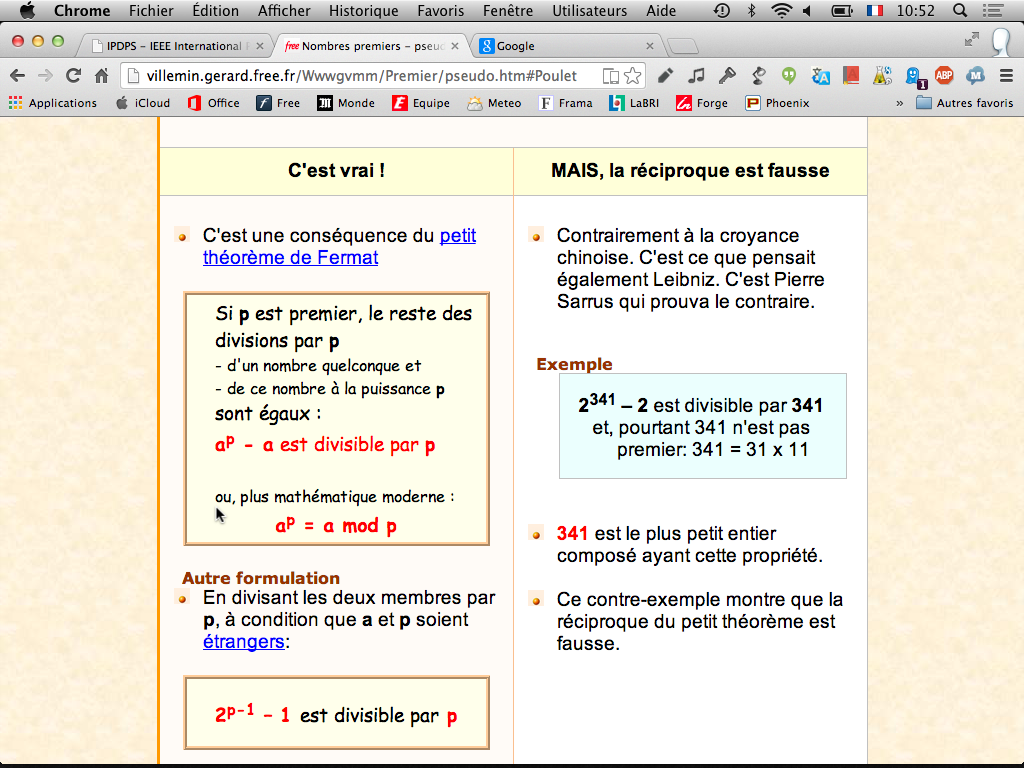 Chrome Fichier Édition Afficher Historique Favoris Fenêtre Utilisateurs Aide 10:52
IPDPS – IEEE International
free Nombres premiers – pseu
Google
villemin.gerard.free.fr/Wwwgvmm/Premier/pseudo.htm#Poulet
1
ABP
M
Applications iCloud Office Free Monde Equipe Meteo Frama LaBRI Forge Phoenix » Autres favoris
C'est vrai !
C'est une conséquence du petit
théorème de Fermat
Si p est premier, le reste des
divisions par p
- d'un nombre quelconque et
- de ce nombre à la puissance p
sont égaux :
aᵖ - a est divisible par p
ou, plus mathématique moderne :
aᵖ = a mod p
Autre formulation
En divisant les deux membres par
p, à condition que a et p soient
étrangers:
2ᵖ⁻¹ - 1 est divisible par p
MAIS, la réciproque est fausse
Contrairement à la croyance
chinoise. C'est ce que pensait
également Leibniz. C'est Pierre
Sarrus qui prouva le contraire.
Exemple
2³⁴¹ – 2 est divisible par 341
et, pourtant 341 n'est pas
premier: 341 = 31 x 11
341 est le plus petit entier
composé ayant cette propriété.
Ce contre-exemple montre que la
réciproque du petit théorème est
fausse.